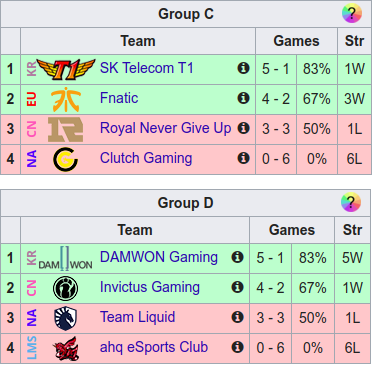 Group C
?
Team Games Str
1 KR T1 SK Telecom T1 i 5 - 1 83% 1W
2 EU Fnatic i 4 - 2 67% 3W
3 CN Royal Never Give Up i 3 - 3 50% 1L
4 NA Clutch Gaming i 0 - 6 0% 6L
Group D
?
Team Games Str
1 KR DAMWON DAMWON Gaming i 5 - 1 83% 5W
2 CN Invictus Gaming i 4 - 2 67% 1W
3 NA Team Liquid i 3 - 3 50% 1L
4 LMS ahq eSports Club i 0 - 6 0% 6L